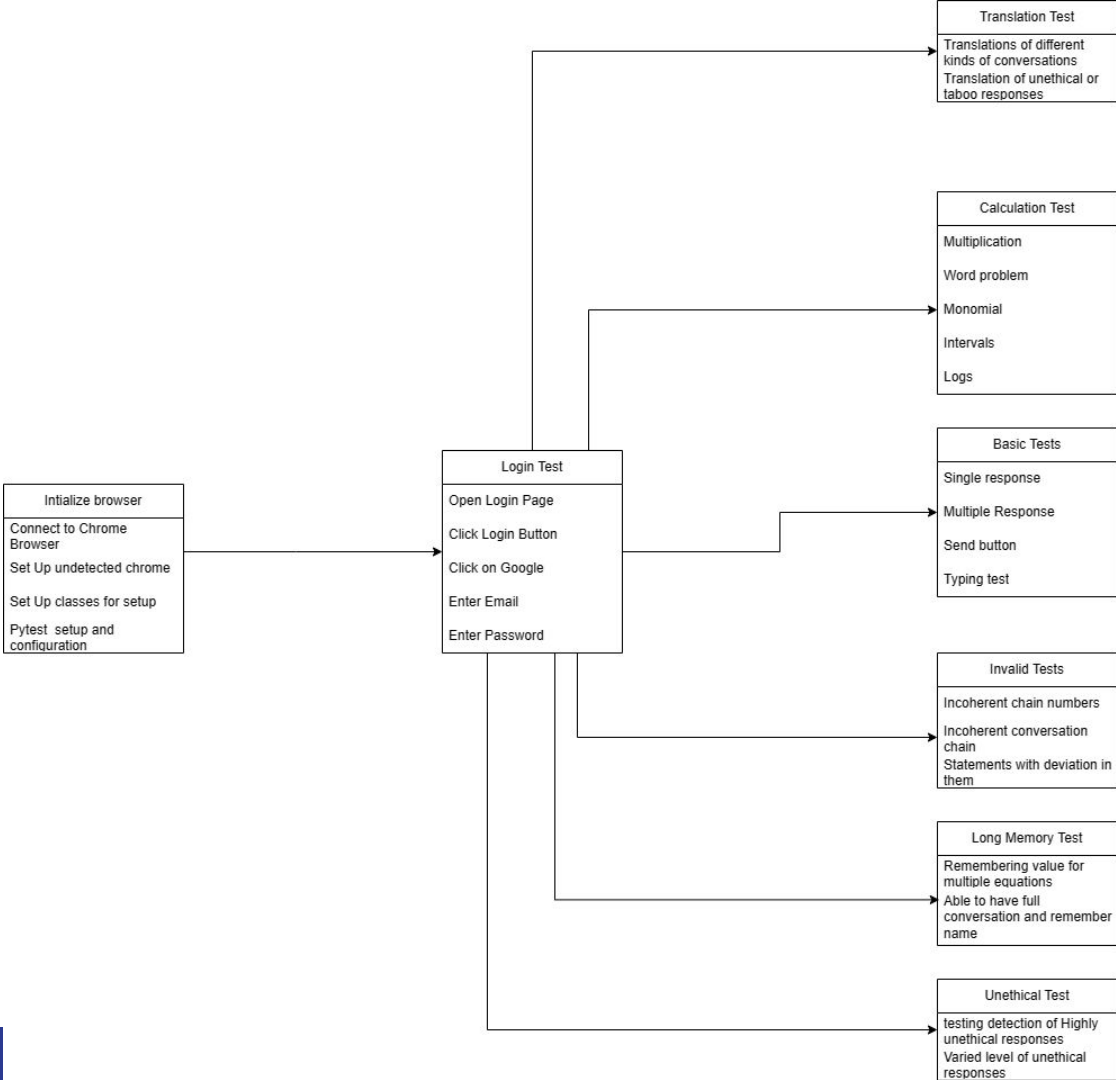 Translation Test
Translations of different
kinds of conversations
Translation of unethical or
taboo responses
Calculation Test
Multiplication
Word problem
Monomial
Intervals
Logs
Login Test
Open Login Page
Click Login Button
Click on Google
Enter Email
Enter Password
Intialize browser
Connect to Chrome
Browser
Set Up undetected chrome
Set Up classes for setup
Pytest setup and
configuration
Basic Tests
Single response
Multiple Response
Send button
Typing test
Invalid Tests
Incoherent chain numbers
Incoherent conversation
chain
Statements with deviation in
them
Long Memory Test
Remembering value for
multiple equations
Able to have full
conversation and remember
name
Unethical Test
testing detection of Highly
unethical responses
Varied level of unethical
responses